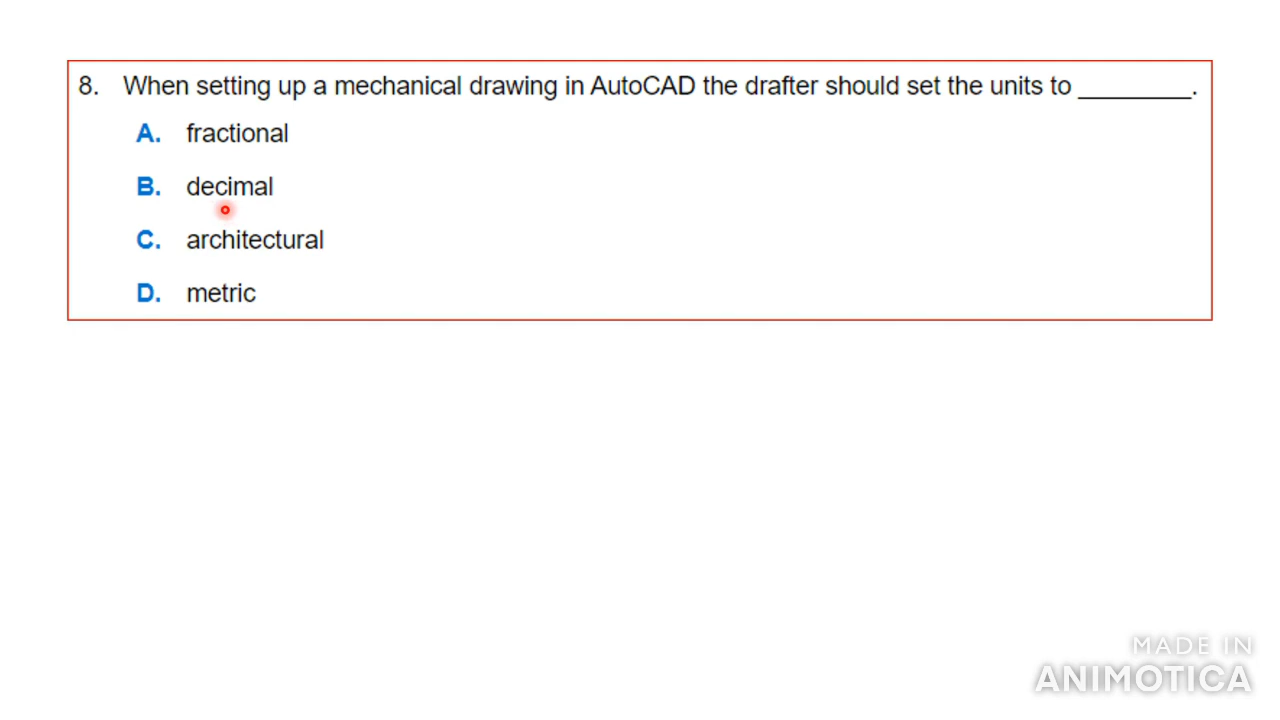 8. When setting up a mechanical drawing in AutoCAD the drafter should set the units to ________.
A. fractional
B. decimal
C. architectural
D. metric
MADE IN
ANIMOTICA